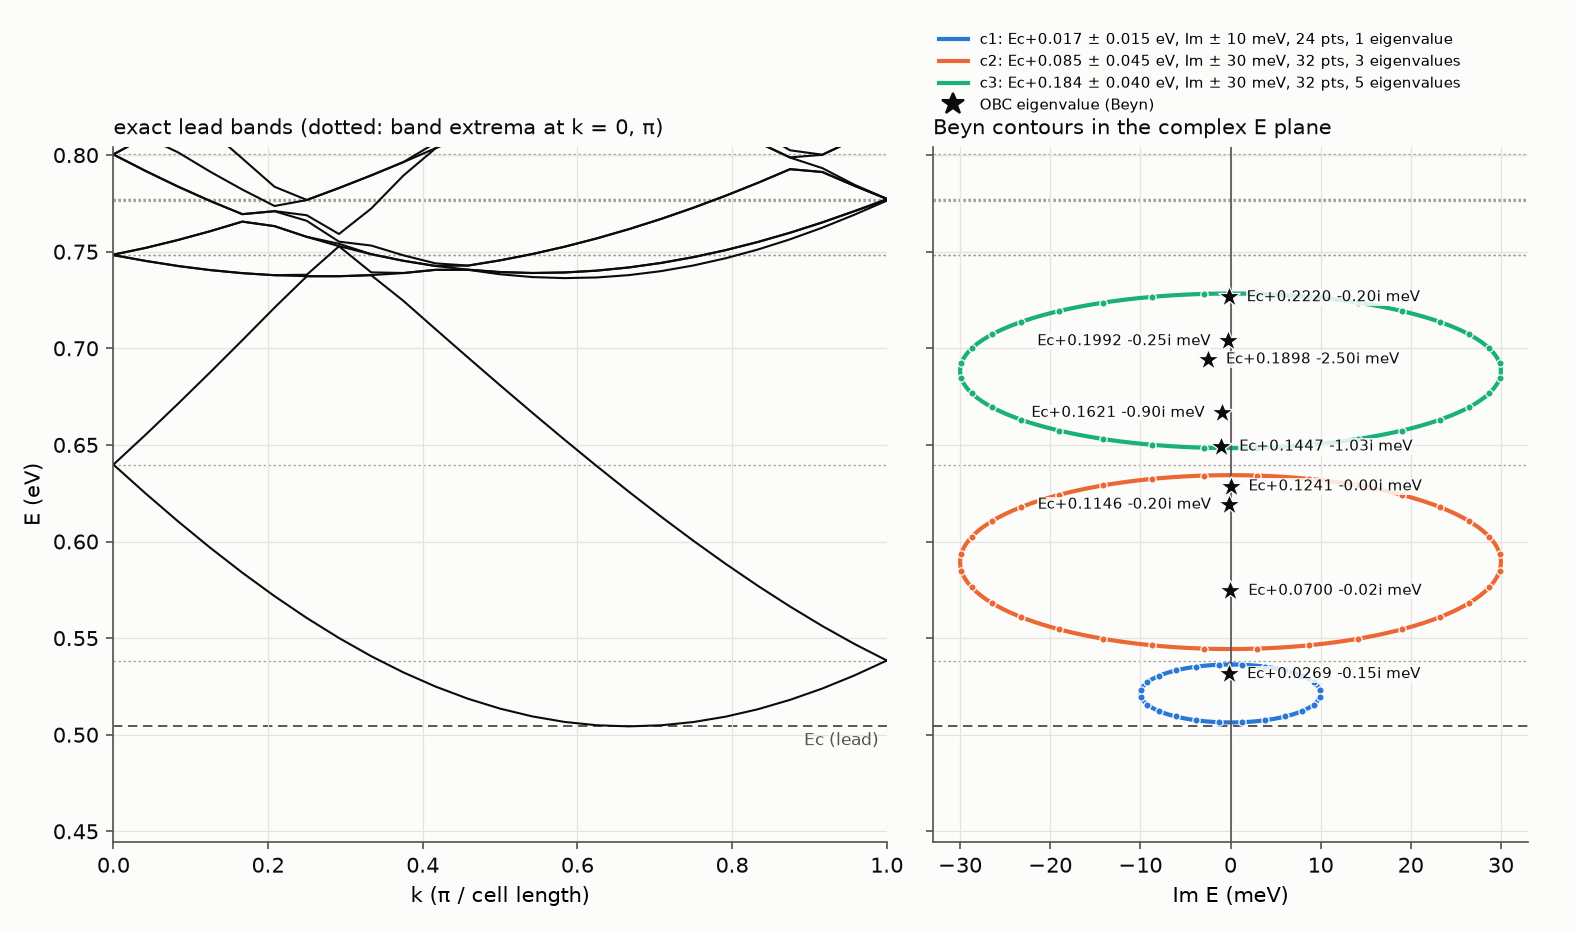 c1: Ec+0.017 ± 0.015 eV, Im ± 10 meV, 24 pts, 1 eigenvalue
c2: Ec+0.085 ± 0.045 eV, Im ± 30 meV, 32 pts, 3 eigenvalues
c3: Ec+0.184 ± 0.040 eV, Im ± 30 meV, 32 pts, 5 eigenvalues
OBC eigenvalue (Beyn)
exact lead bands (dotted: band extrema at k = 0, π)
Beyn contours in the complex E plane
0.80
0.75
0.70
0.65
0.60
0.55
0.50
0.45
E (eV)
Ec (lead)
0.0
0.2
0.4
0.6
0.8
1.0
k (π / cell length)
Ec+0.2220 -0.20i meV
Ec+0.1992 -0.25i meV
Ec+0.1898 -2.50i meV
Ec+0.1621 -0.90i meV
Ec+0.1447 -1.03i meV
Ec+0.1241 -0.00i meV
Ec+0.1146 -0.20i meV
Ec+0.0700 -0.02i meV
Ec+0.0269 -0.15i meV
−30
−20
−10
0
10
20
30
Im E (meV)